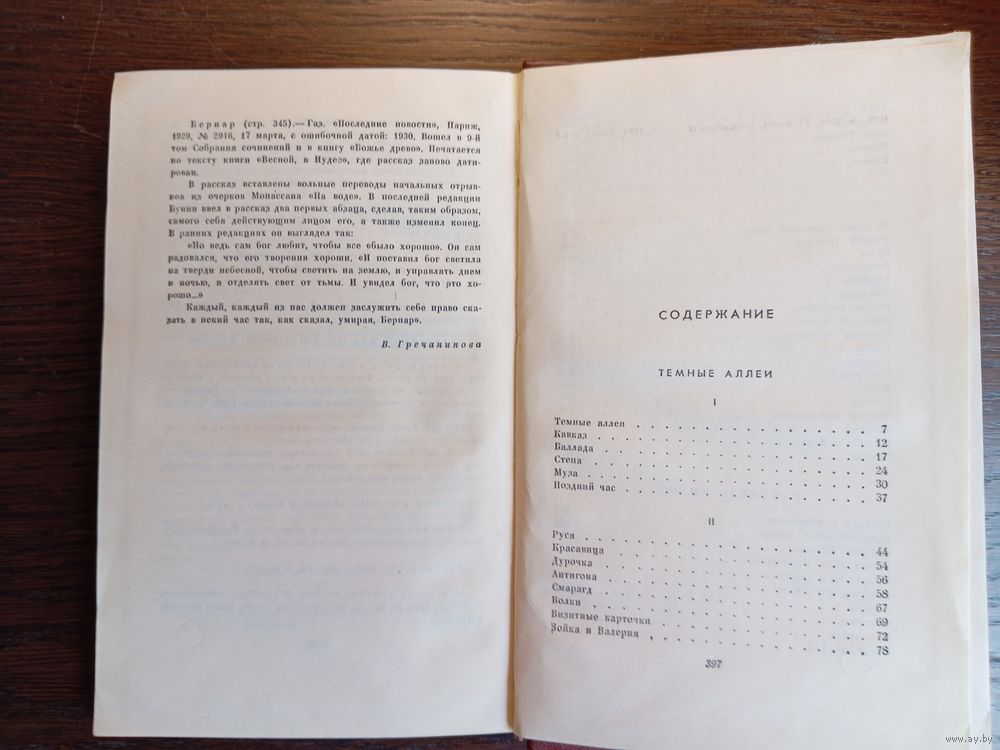 Бернар (стр. 345).— Газ. «Последние новости», Париж,
1929, № 2916, 17 марта, с ошибочной датой: 1930. Вошел в 9-й
том Собрания сочинений и в книгу «Божье древо». Печатается
по тексту книги «Весной, в Иудее», где рассказ заново дати-
рован.
В рассказ вставлены вольные переводы начальных отрыв-
ков из очерков Мопассана «На воде». В последней редакции
Бунин ввел в рассказ два первых абзаца, сделав, таким образом,
самого себя действующим лицом его, а также изменил конец.
В ранних редакциях он выглядел так:
«Но ведь сам бог любит, чтобы все «было хорошо». Он сам
радовался, что его творения хороши. «И поставил бог светила
на тверди небесной, чтобы светить на землю, и управлять днем
и ночью, и отделять свет от тьмы. И увидел бог, что это хо-
рошо...»
Каждый, каждый из нас должен заслужить себе право ска-
зать в некий час так, как сказал, умирая, Бернар».
В. Гречанинова
СОДЕРЖАНИЕ
ТЕМНЫЕ АЛЛЕИ
I
Темные аллеи . . . . . . . . . . . . . . . . 7
Кавказ . . . . . . . . . . . . . . . . 12
Баллада . . . . . . . . . . . . . . . . 17
Степа . . . . . . . . . . . . . . . . 24
Муза . . . . . . . . . . . . . . . . 30
Поздний час . . . . . . . . . . . . . . . . 37
II
Руся . . . . . . . . . . . . . . . . 44
Красавица . . . . . . . . . . . . . . . . 54
Дурочка . . . . . . . . . . . . . . . . 56
Антигона . . . . . . . . . . . . . . . . 58
Смарагд . . . . . . . . . . . . . . . . 67
Волки . . . . . . . . . . . . . . . . 69
Визитные карточки . . . . . . . . . . . . . . . . 72
Зойка и Валерия . . . . . . . . . . . . . . . . 78
397
www.ay.by